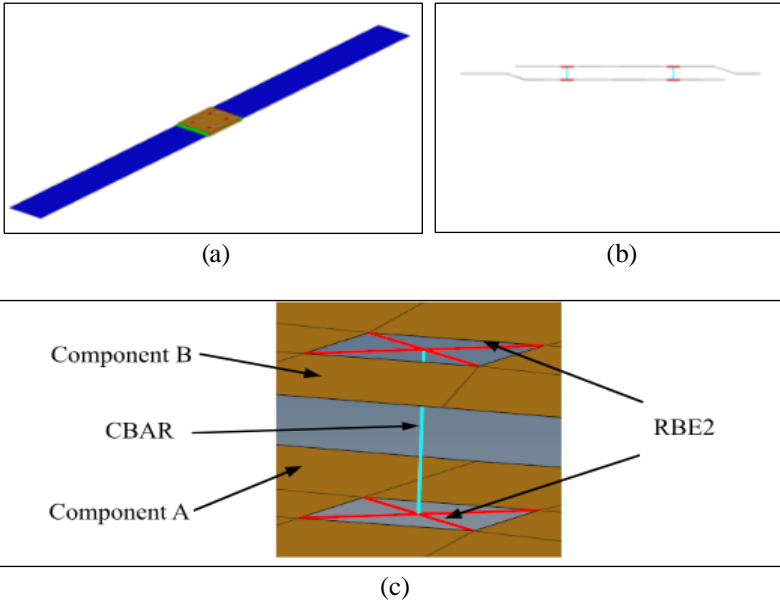 (a)
(b)
Component B
CBAR
RBE2
Component A
(c)